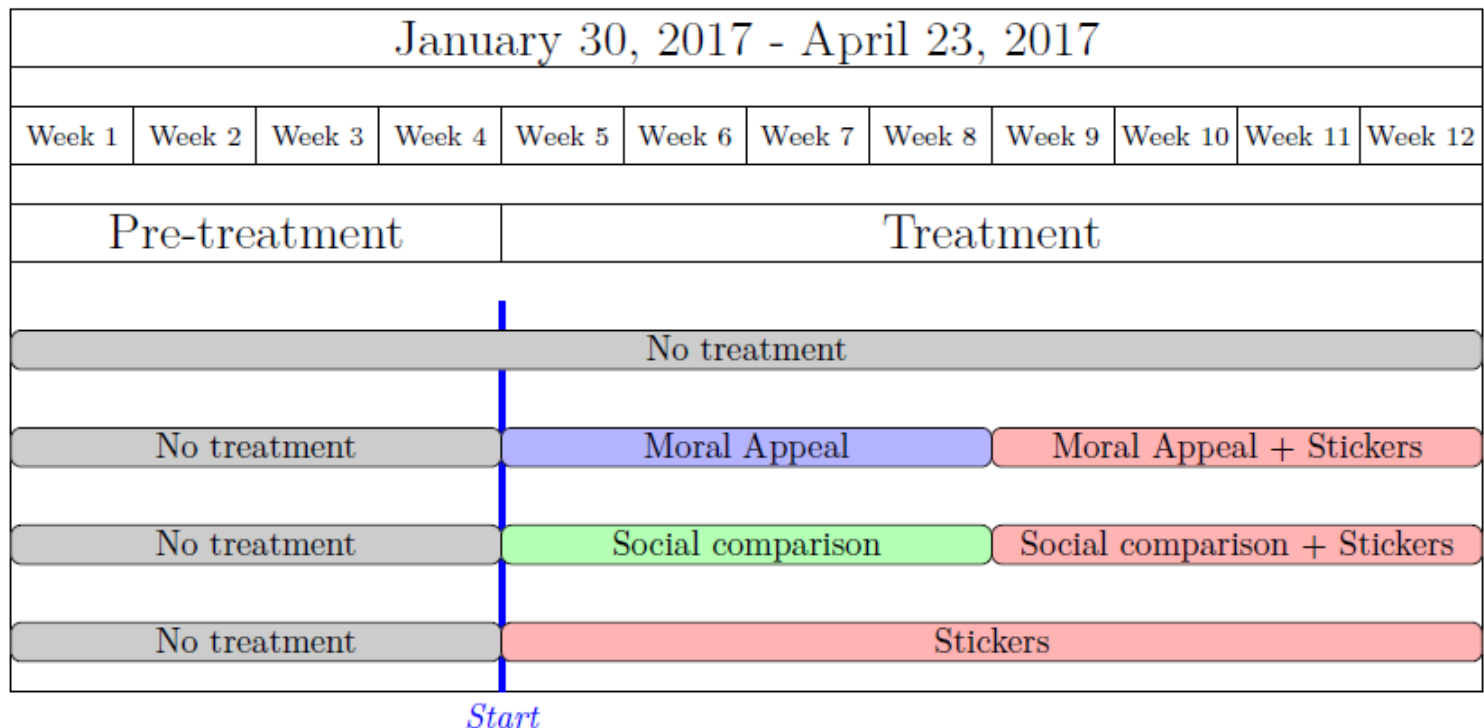 January 30, 2017 - April 23, 2017
Week 1 Week 2 Week 3 Week 4 Week 5 Week 6 Week 7 Week 8 Week 9 Week 10 Week 11 Week 12
Pre-treatment Treatment
No treatment
No treatment Moral Appeal Moral Appeal + Stickers
No treatment Social comparison Social comparison + Stickers
No treatment Stickers
Start